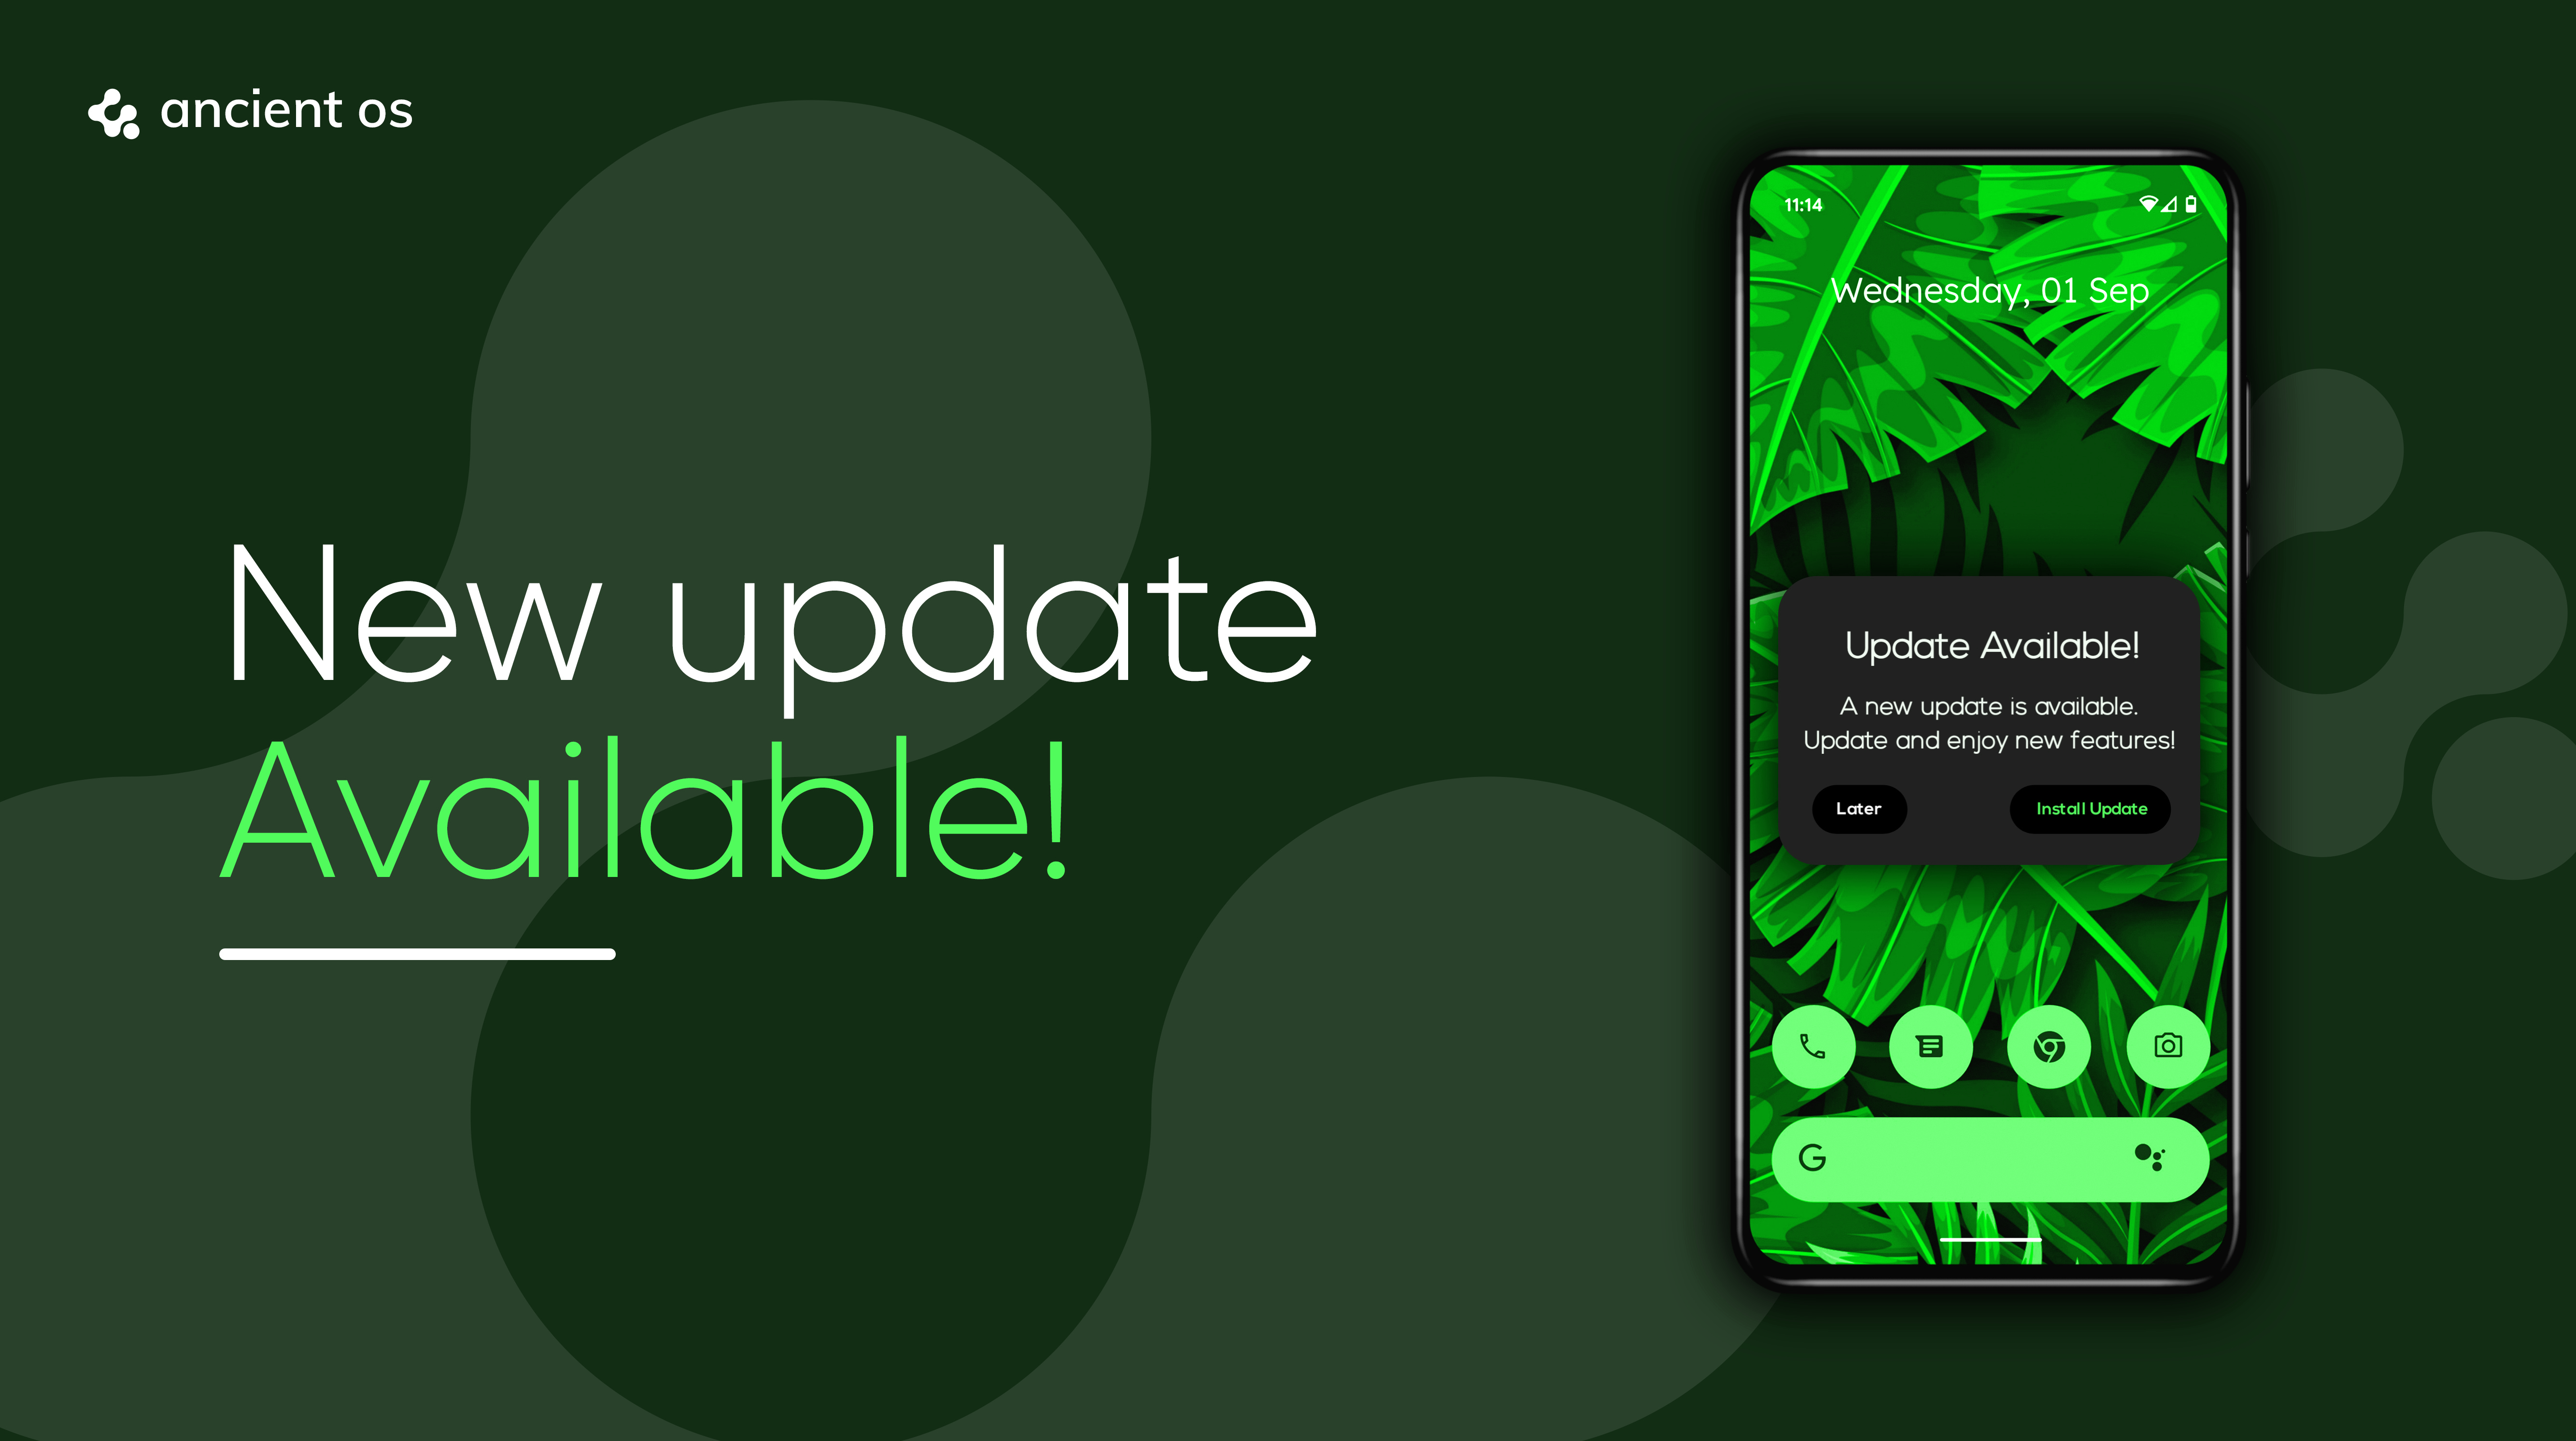 ancient os
New update
Available!
11:14
Wednesday, 01 Sep
Update Available!
A new update is available.
Update and enjoy new features!
Later
Install Update
G